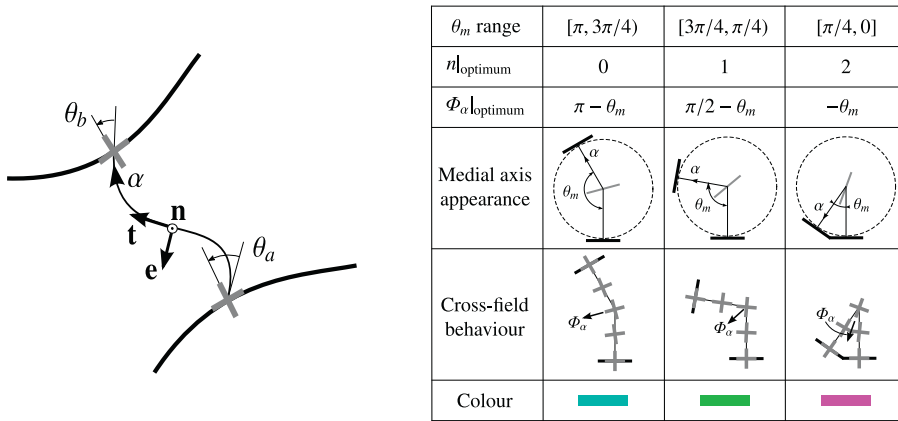 θ_b
α
n
t
e
θ_a
θ_m range [π, 3π/4) [3π/4, π/4) [π/4, 0]
n|optimum 0 1 2
Φ_α|optimum π − θ_m π/2 − θ_m −θ_m
Medial axis
appearance
α
θ_m
α
θ_m
α
θ_m
Cross-field
behaviour
Φ_α
Φ_α
Φ_α
Colour